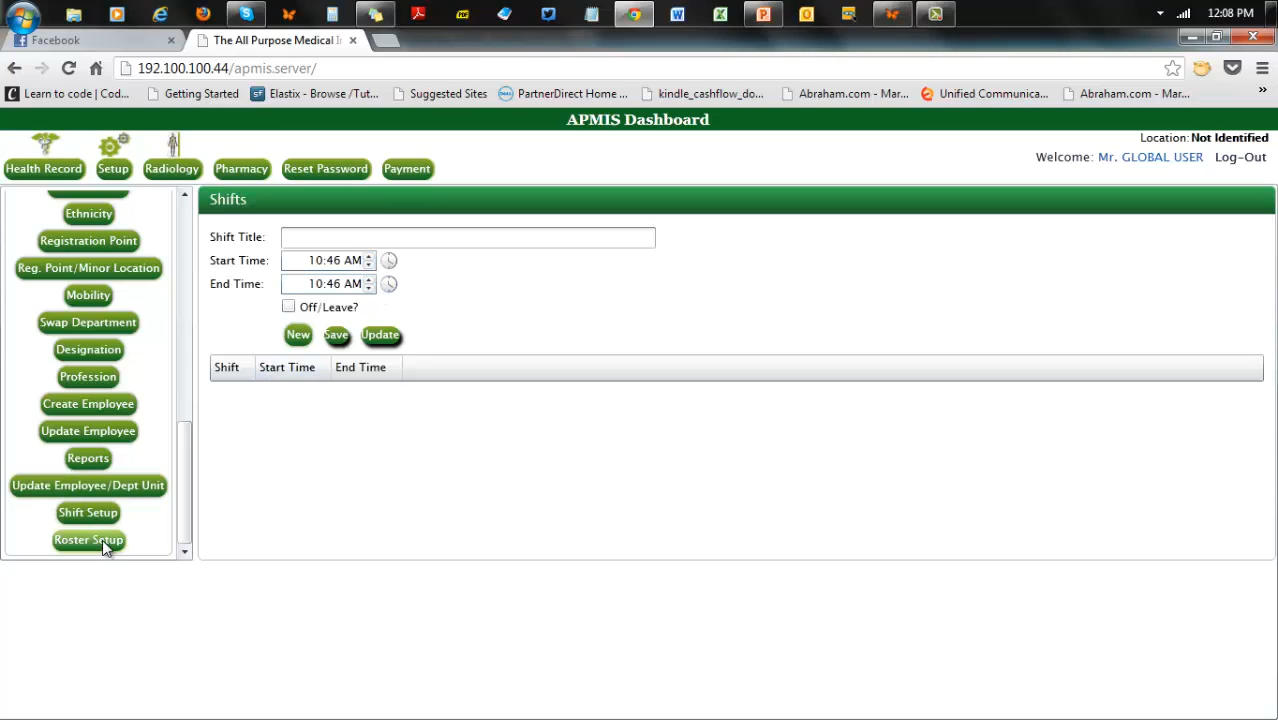 12:08 PM
Facebook
The All Purpose Medical I
192.100.100.44/apmis.server/
Learn to code | Cod...
Getting Started
Elastix - Browse /Tut...
Suggested Sites
PartnerDirect Home ...
kindle_cashflow_do...
Abraham.com - Mar...
Unified Communica...
Abraham.com - Mar...
APMIS Dashboard
Location: Not Identified
Welcome: Mr. GLOBAL USER Log-Out
Health Record
Setup
Radiology
Pharmacy
Reset Password
Payment
Ethnicity
Registration Point
Reg. Point/Minor Location
Mobility
Swap Department
Designation
Profession
Create Employee
Update Employee
Reports
Update Employee/Dept Unit
Shift Setup
Roster Setup
Shifts
Shift Title:
Start Time: 10:46 AM
End Time: 10:46 AM
Off/Leave?
New Save Update
Shift Start Time End Time